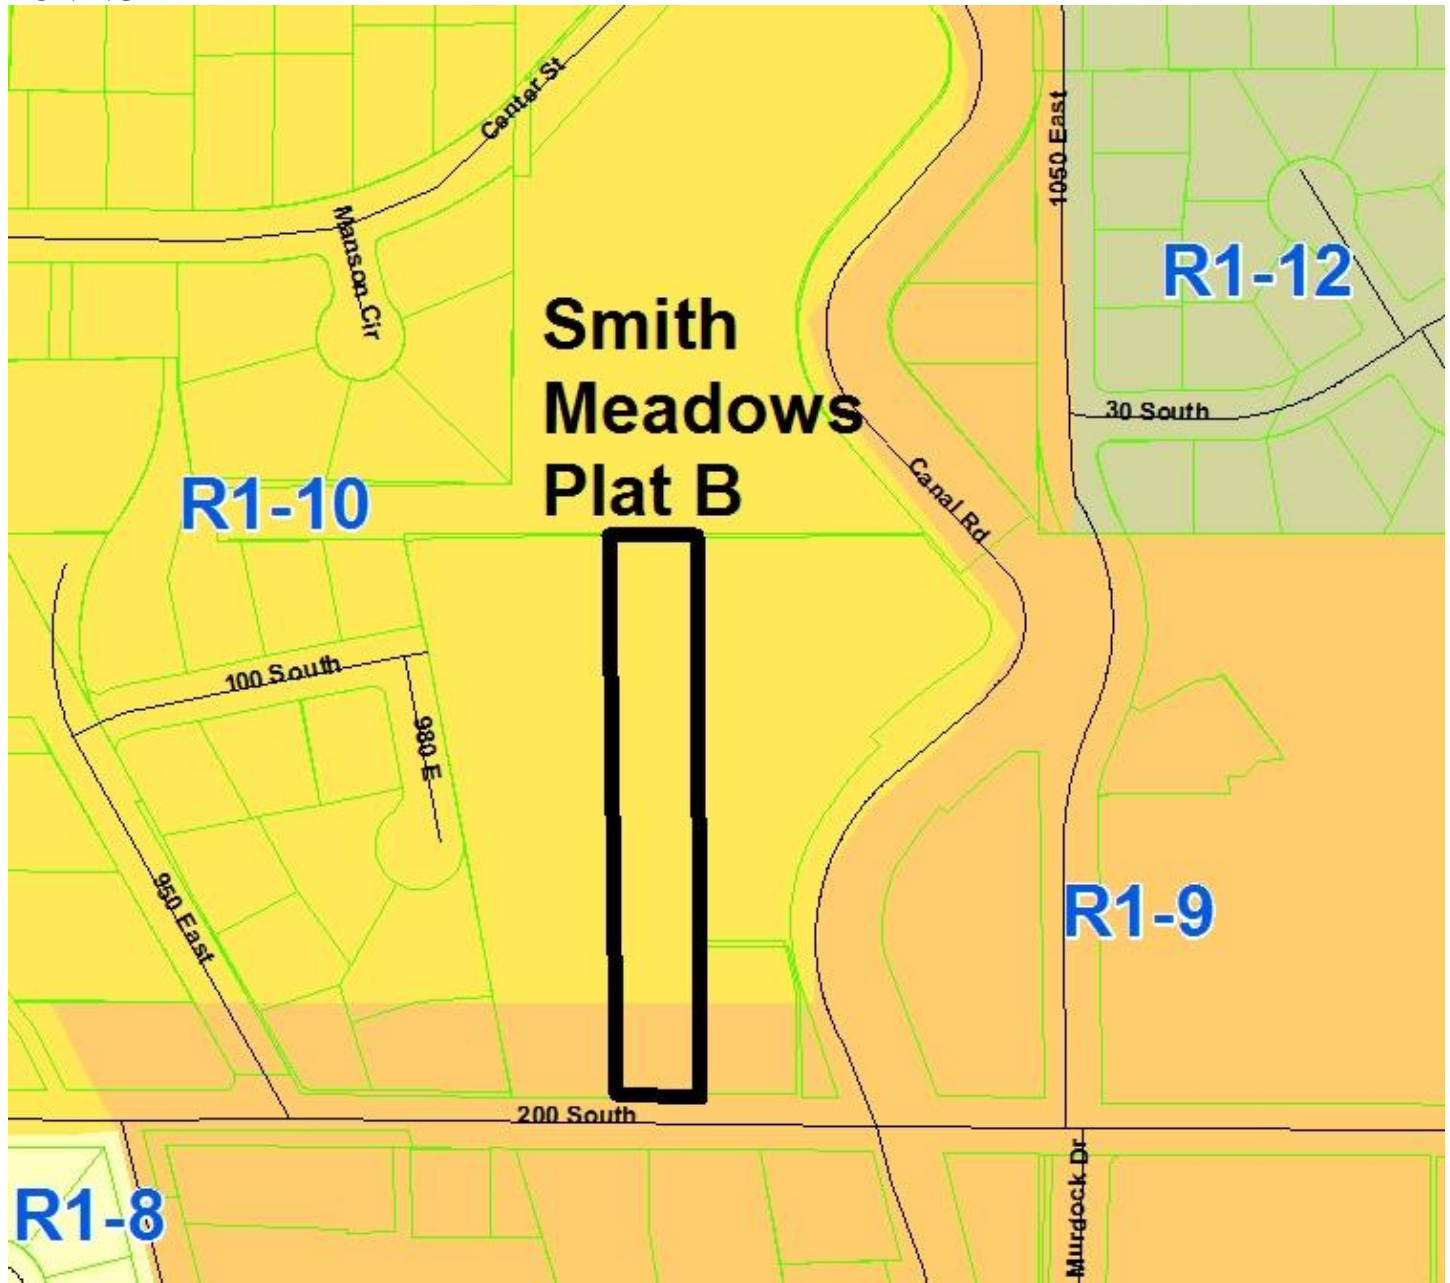 Center St
1050 East
Manson Cir
R1-12
Smith
Meadows
Plat B
30 South
R1-10
Canal Rd
100 South
980 E
950 East
R1-9
200 South
Murdock Dr
R1-8